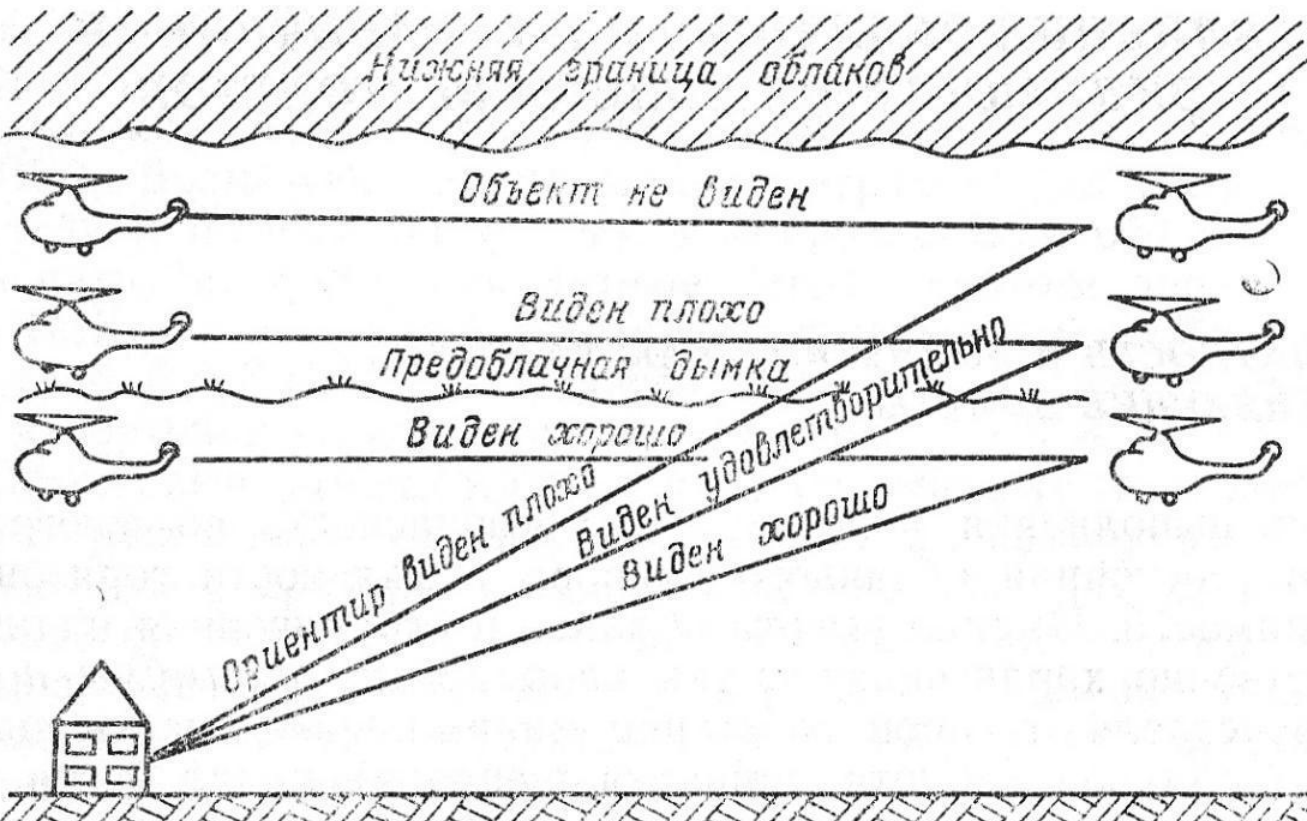 Нижняя граница облаков
Объект не виден
Виден плохо
Предоблачная дымка
Виден хорошо
Ориентир виден плохо
Виден удовлетворительно
Виден хорошо